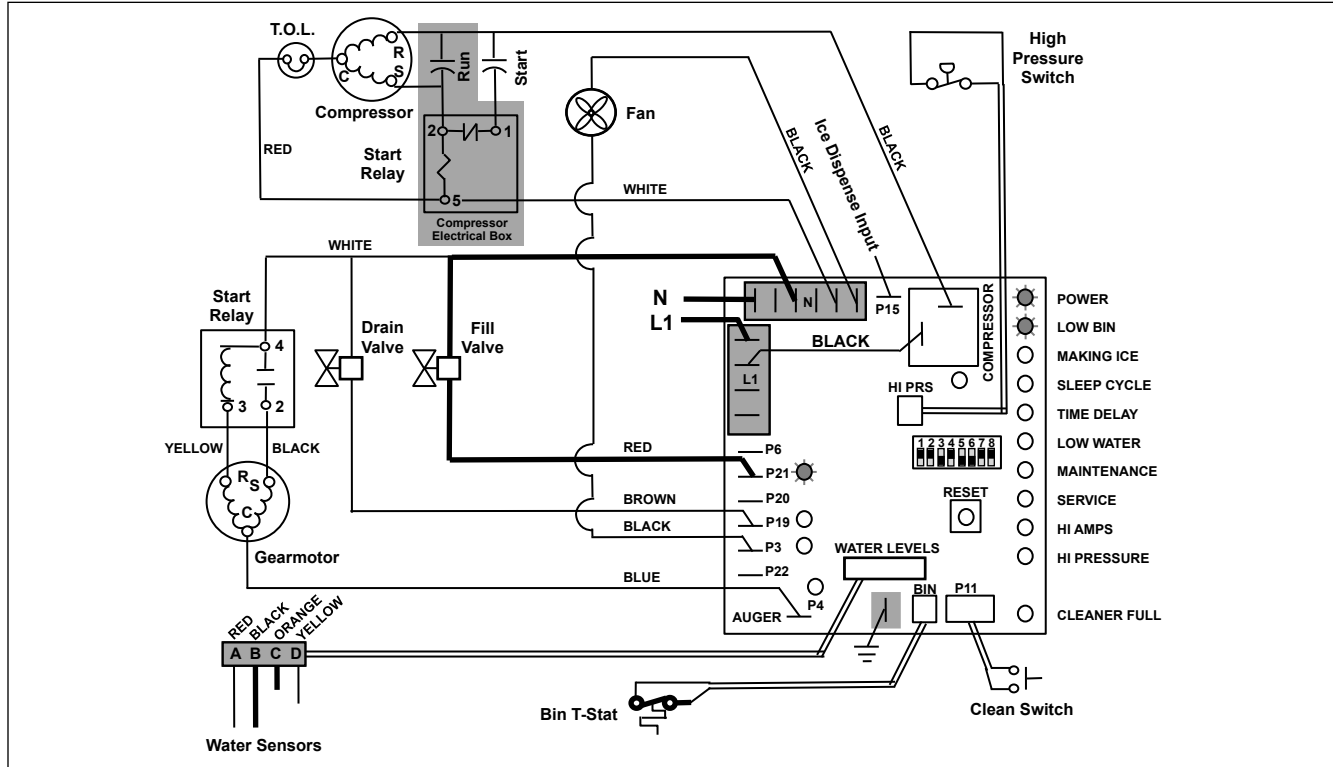 T.O.L.
C
R
S
Compressor
Run
Start
2
1
5
Start
Relay
Compressor
Electrical Box
RED
WHITE
Fan
BLACK
Ice Dispense Input
BLACK
High
Pressure
Switch
WHITE
Start
Relay
4
3
2
YELLOW
BLACK
R
S
C
Gearmotor
Drain
Valve
Fill
Valve
N
L1
N
P15
L1
BLACK
COMPRESSOR
HI PRS
1 2 3 4 5 6 7 8
RESET
POWER
LOW BIN
MAKING ICE
SLEEP CYCLE
TIME DELAY
LOW WATER
MAINTENANCE
SERVICE
HI AMPS
HI PRESSURE
CLEANER FULL
RED
BROWN
BLACK
BLUE
P6
P21
P20
P19
P3
P22
P4
AUGER
WATER LEVELS
BIN
P11
RED
BLACK
ORANGE
YELLOW
A B C D
Water Sensors
Bin T-Stat
Clean Switch